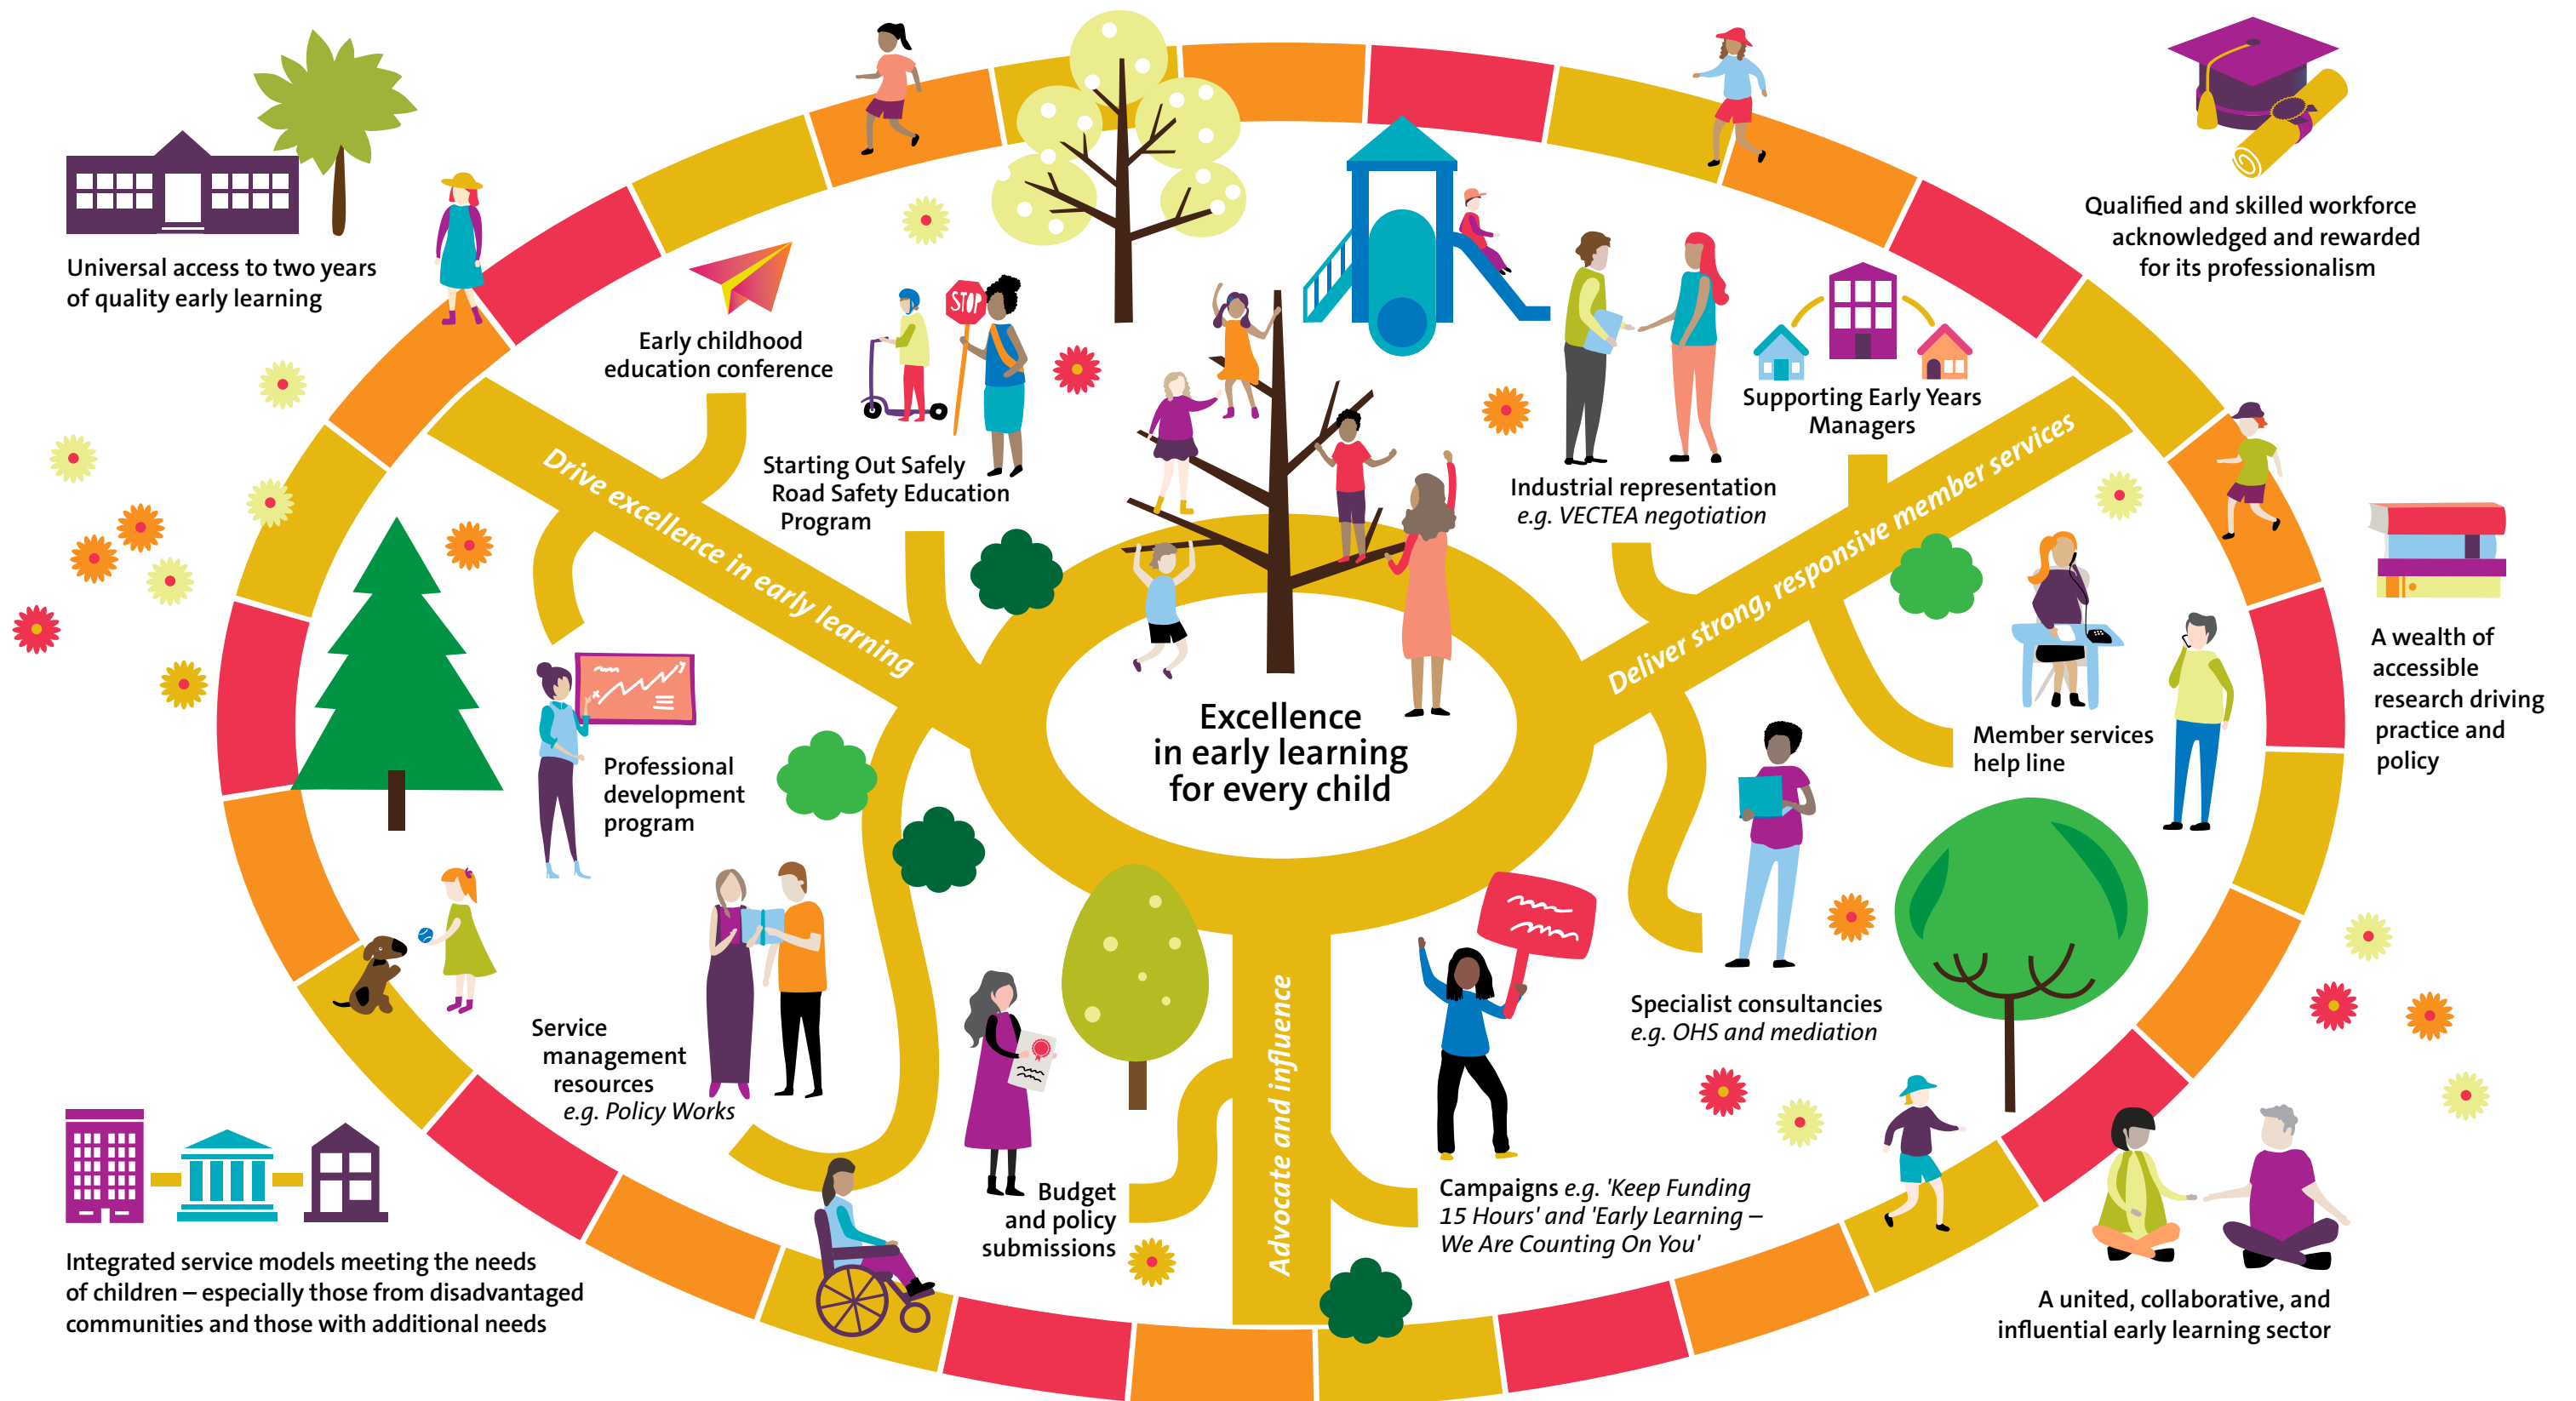 Universal access to two years
of quality early learning
Qualified and skilled workforce
acknowledged and rewarded
for its professionalism
Early childhood
education conference
STOP
Starting Out Safely
Road Safety Education
Program
Drive excellence in early learning
Industrial representation
e.g. VECTEA negotiation
Supporting Early Years
Managers
Deliver strong, responsive member services
A wealth of
accessible
research driving
practice and
policy
Professional
development
program
Excellence
in early learning
for every child
Member services
help line
Service
management
resources
e.g. Policy Works
Specialist consultancies
e.g. OHS and mediation
Advocate and influence
Budget
and policy
submissions
Campaigns e.g. 'Keep Funding
15 Hours' and 'Early Learning –
We Are Counting On You'
Integrated service models meeting the needs
of children – especially those from disadvantaged
communities and those with additional needs
A united, collaborative, and
influential early learning sector